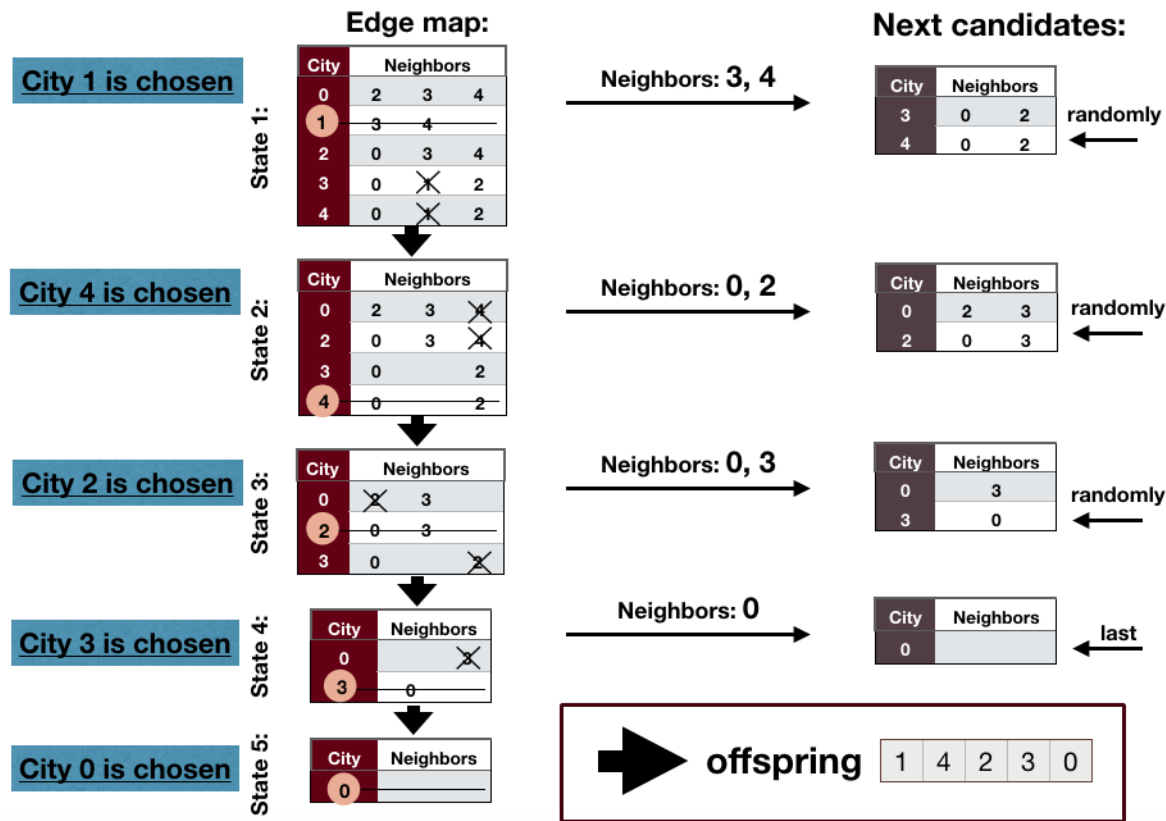 Edge map:
Next candidates:
City 1 is chosen
State 1:
City Neighbors
0 2 3 4
1 3 4
2 0 3 4
3 0 1 2
4 0 1 2
Neighbors: 3, 4
City Neighbors
3 0 2
4 0 2
randomly
City 4 is chosen
State 2:
City Neighbors
0 2 3 4
2 0 3 4
3 0 2
4 0 2
Neighbors: 0, 2
City Neighbors
0 2 3
2 0 3
randomly
City 2 is chosen
State 3:
City Neighbors
0 2 3
2 0 3
3 0 2
Neighbors: 0, 3
City Neighbors
0 3
3 0
randomly
City 3 is chosen
State 4:
City Neighbors
0 3
3 0
Neighbors: 0
City Neighbors
0
last
City 0 is chosen
State 5:
City Neighbors
0
offspring 1 4 2 3 0